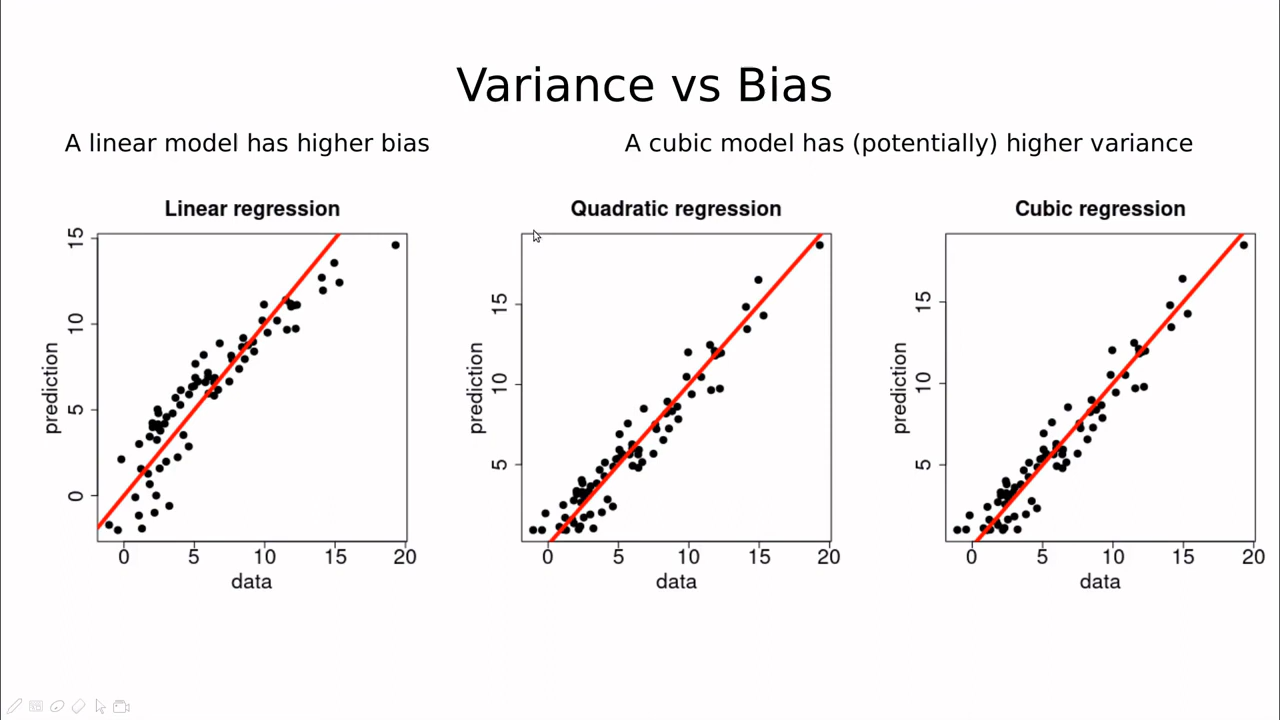 Variance vs Bias
A linear model has higher bias
A cubic model has (potentially) higher variance
Linear regression
prediction
15
10
5
0
0 5 10 15 20
data
Quadratic regression
prediction
15
10
5
0 5 10 15 20
data
Cubic regression
prediction
15
10
5
0 5 10 15 20
data